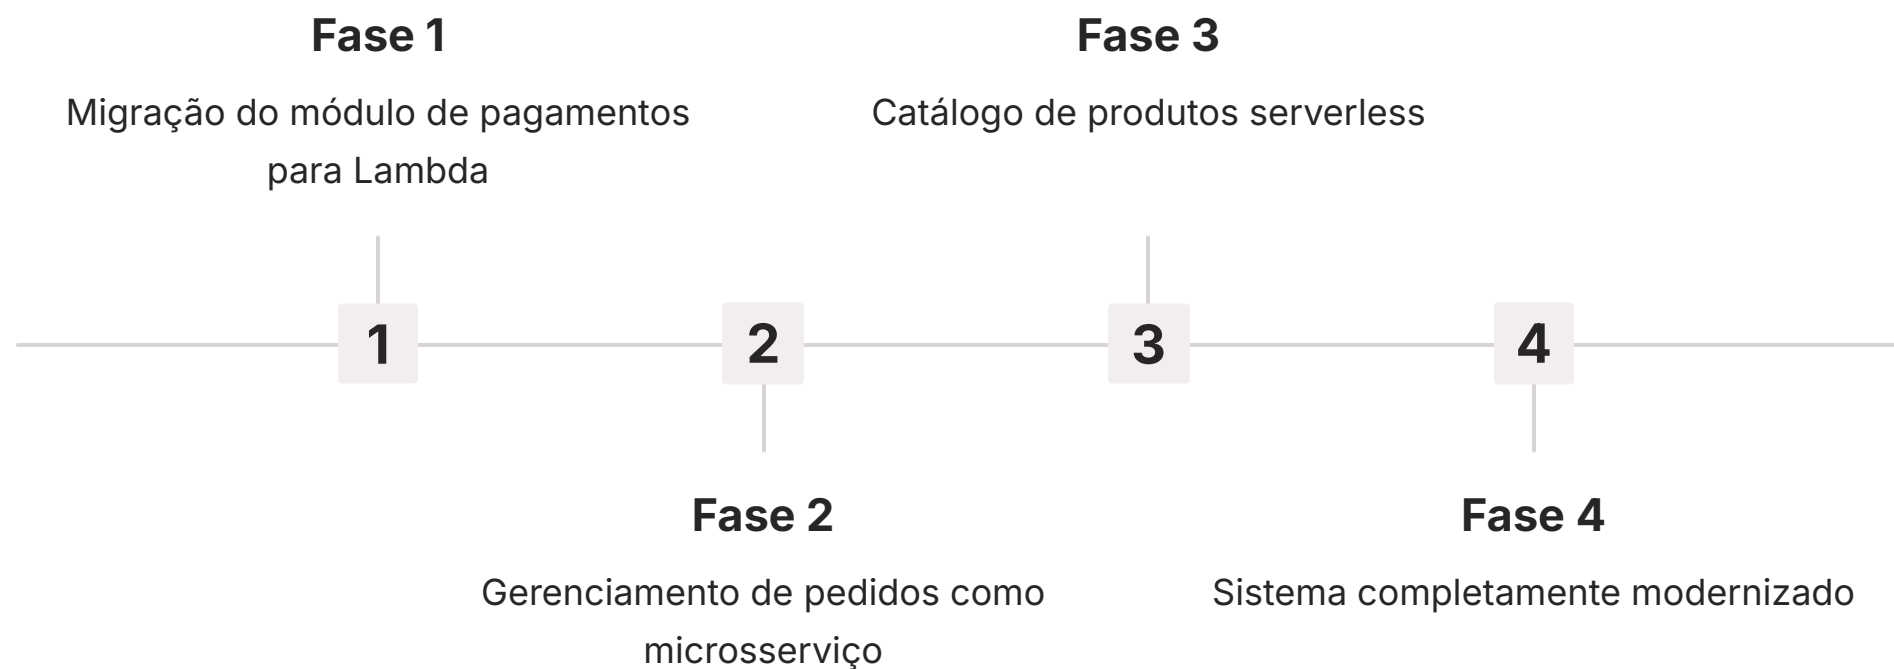 Fase 1
Migração do módulo de pagamentos
para Lambda
Fase 3
Catálogo de produtos serverless
1
2
3
4
Fase 2
Gerenciamento de pedidos como
microsserviço
Fase 4
Sistema completamente modernizado